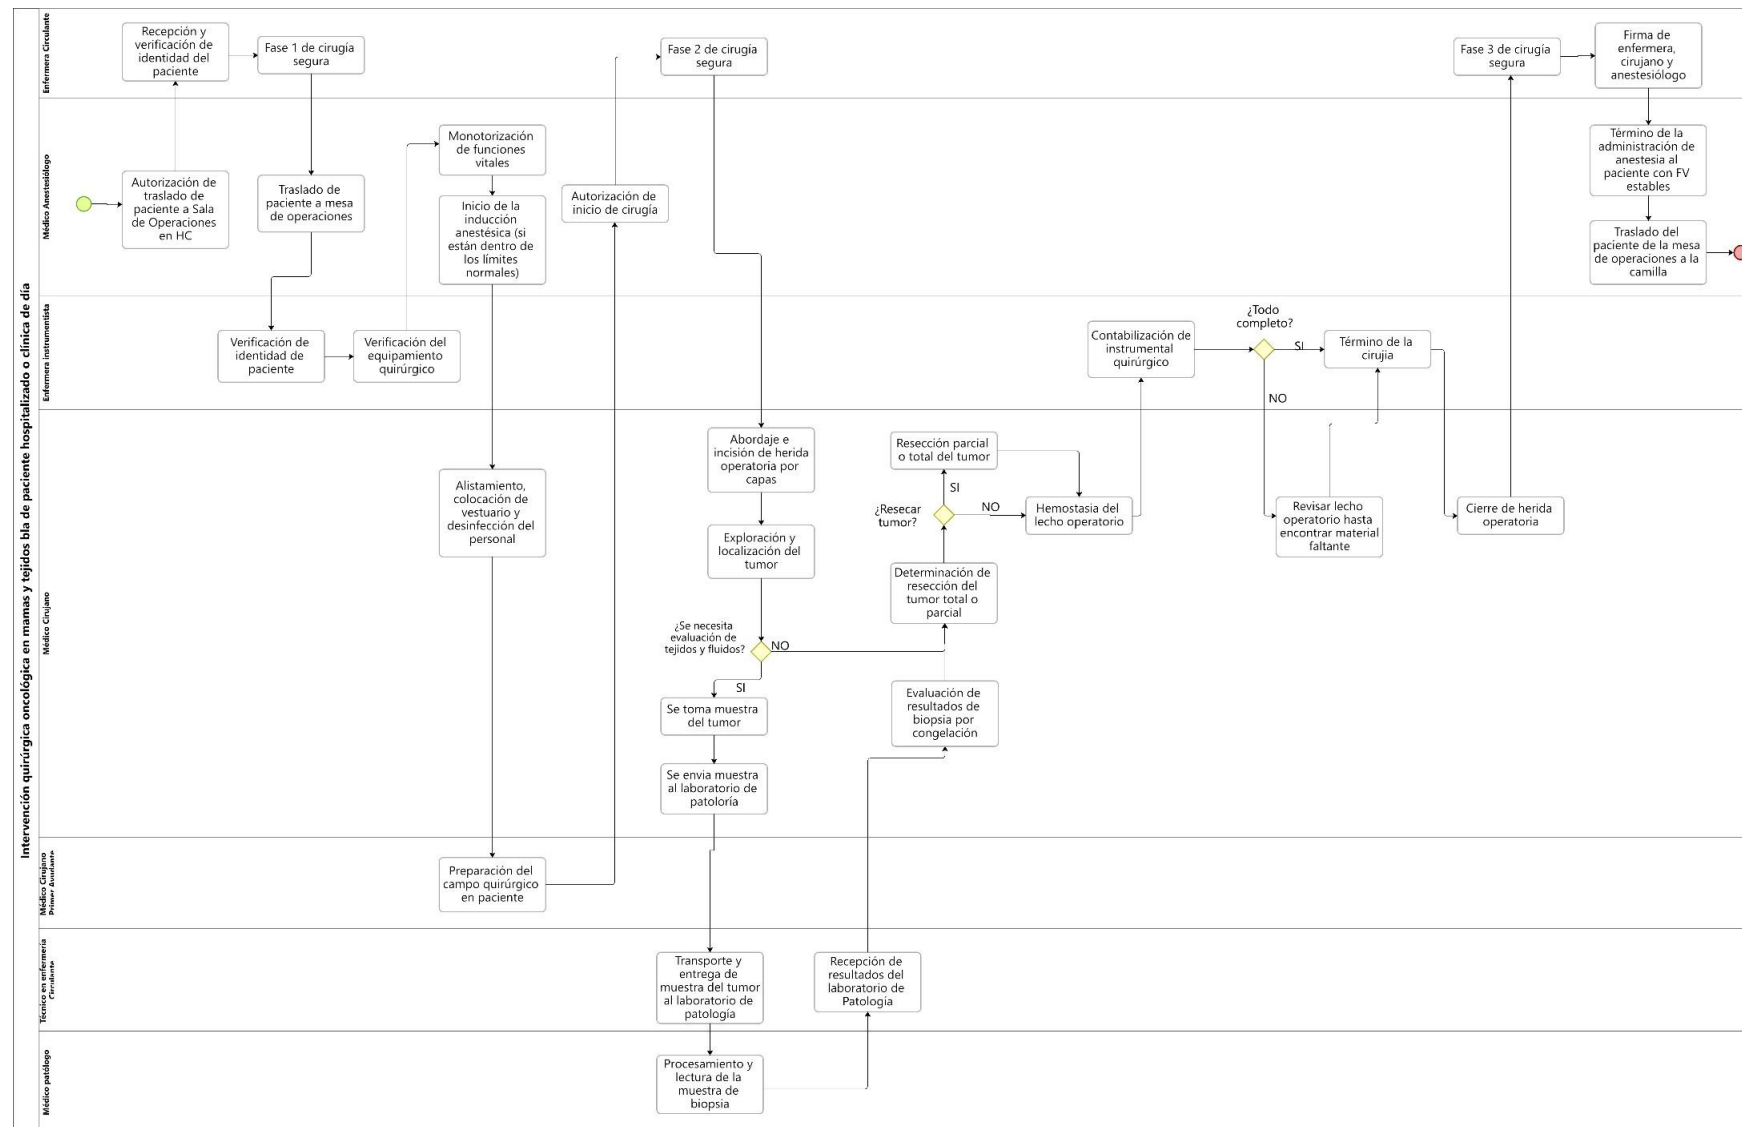 Intervención quirúrgica oncológica en mamas y tejidos bla de paciente hospitalizado o clínica de día
Enfermera Circulante
Recepción y
verificación de
identidad del
paciente
Fase 1 de cirugía
segura
Fase 2 de cirugía
segura
Fase 3 de cirugía
segura
Firma de
enfermera,
cirujano y
anestesiólogo
Médico Anestesiólogo
Autorización de
traslado de
paciente a Sala
de Operaciones
en HC
Traslado de
paciente a mesa
de operaciones
Monotorización
de funciones
vitales
Inicio de la
inducción
anestésica (si
están dentro de
los límites
normales)
Autorización de
inicio de cirugía
Término de la
administración de
anestesia al
paciente con FV
estables
Traslado del
paciente de la mesa
de operaciones a la
camilla
Enfermera instrumentista
Verificación de
identidad de
paciente
Verificación del
equipamiento
quirúrgico
Contabilización de
instrumental
quirúrgico
¿Todo
completo?
SI
NO
Término de la
cirujia
Médico Cirujano
Alistamiento,
colocación de
vestuario y
desinfección del
personal
Abordaje e
incisión de herida
operatoria por
capas
Exploración y
localización del
tumor
¿Se necesita
evaluación de
tejidos y fluidos?
NO
SI
Se toma muestra
del tumor
Se envia muestra
al laboratorio de
patoloría
Resección parcial
o total del tumor
SI
¿Resecar
tumor?
NO
Hemostasia del
lecho operatorio
Determinación de
resección del
tumor total o
parcial
Evaluación de
resultados de
biopsia por
congelación
Revisar lecho
operatorio hasta
encontrar material
faltante
Cierre de herida
operatoria
Médico Cirujano
Primer Ayudante
Preparación del
campo quirúrgico
en paciente
Técnico en enfermería
Circulante
Transporte y
entrega de
muestra del tumor
al laboratorio de
patología
Recepción de
resultados del
laboratorio de
Patología
Médico patólogo
Procesamiento y
lectura de la
muestra de
biopsia